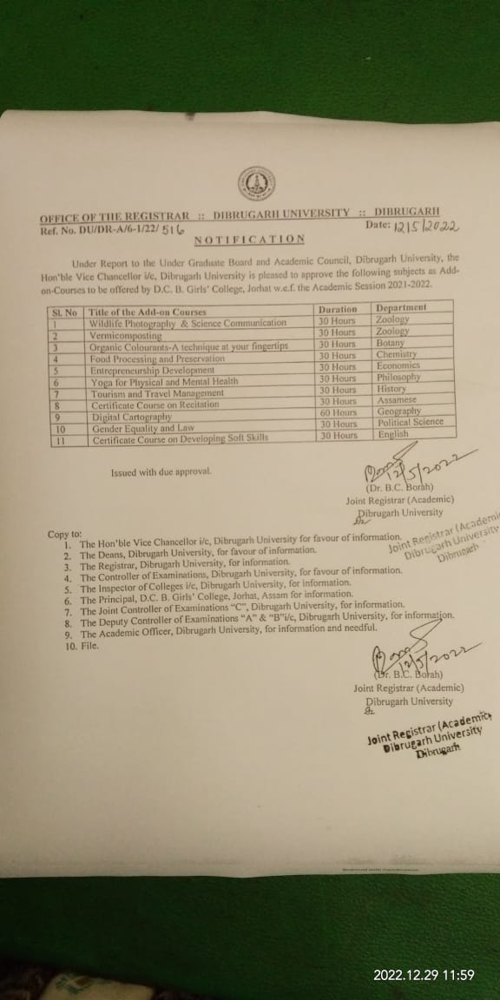 OFFICE OF THE REGISTRAR :: DIBRUGARH UNIVERSITY :: DIBRUGARH
Ref. No. DU/DR-A/6-1/22/ 516 Date: 12/5/2022
NOTIFICATION
Under Report to the Under Graduate Board and Academic Council, Dibrugarh University, the
Hon'ble Vice Chancellor i/c, Dibrugarh University is pleased to approve the following subjects as Add-
on-Courses to be offered by D.C. B. Girls' College, Jorhat w.e.f. the Academic Session 2021-2022.
Sl. No Title of the Add-on Courses Duration Department
1 Wildlife Photography & Science Communication 30 Hours Zoology
2 Vermicomposting 30 Hours Zoology
3 Organic Colourants-A technique at your fingertips 30 Hours Botany
4 Food Processing and Preservation 30 Hours Chemistry
5 Entrepreneurship Development 30 Hours Economics
6 Yoga for Physical and Mental Health 30 Hours Philosophy
7 Tourism and Travel Management 30 Hours History
8 Certificate Course on Recitation 30 Hours Assamese
9 Digital Cartography 60 Hours Geography
10 Gender Equality and Law 30 Hours Political Science
11 Certificate Course on Developing Soft Skills 30 Hours English
Issued with due approval.
12/5/2022
(Dr. B.C. Borah)
Joint Registrar (Academic)
Dibrugarh University
Joint Registrar (Academic
Dibrugarh University
Dibrugarh
Copy to:
1. The Hon'ble Vice Chancellor i/c, Dibrugarh University for favour of information.
2. The Deans, Dibrugarh University, for favour of information.
3. The Registrar, Dibrugarh University, for information.
4. The Controller of Examinations, Dibrugarh University, for favour of information.
5. The Inspector of Colleges i/c, Dibrugarh University, for information.
6. The Principal, D.C. B. Girls' College, Jorhat, Assam for information.
7. The Joint Controller of Examinations "C", Dibrugarh University, for information.
8. The Deputy Controller of Examinations "A" & "B"i/c, Dibrugarh University, for information.
9. The Academic Officer, Dibrugarh University, for information and needful.
10. File.
12/5/2022
(Dr. B.C. Borah)
Joint Registrar (Academic)
Dibrugarh University
Joint Registrar (Academic)
Dibrugarh University
Dibrugarh
2022.12.29 11:59